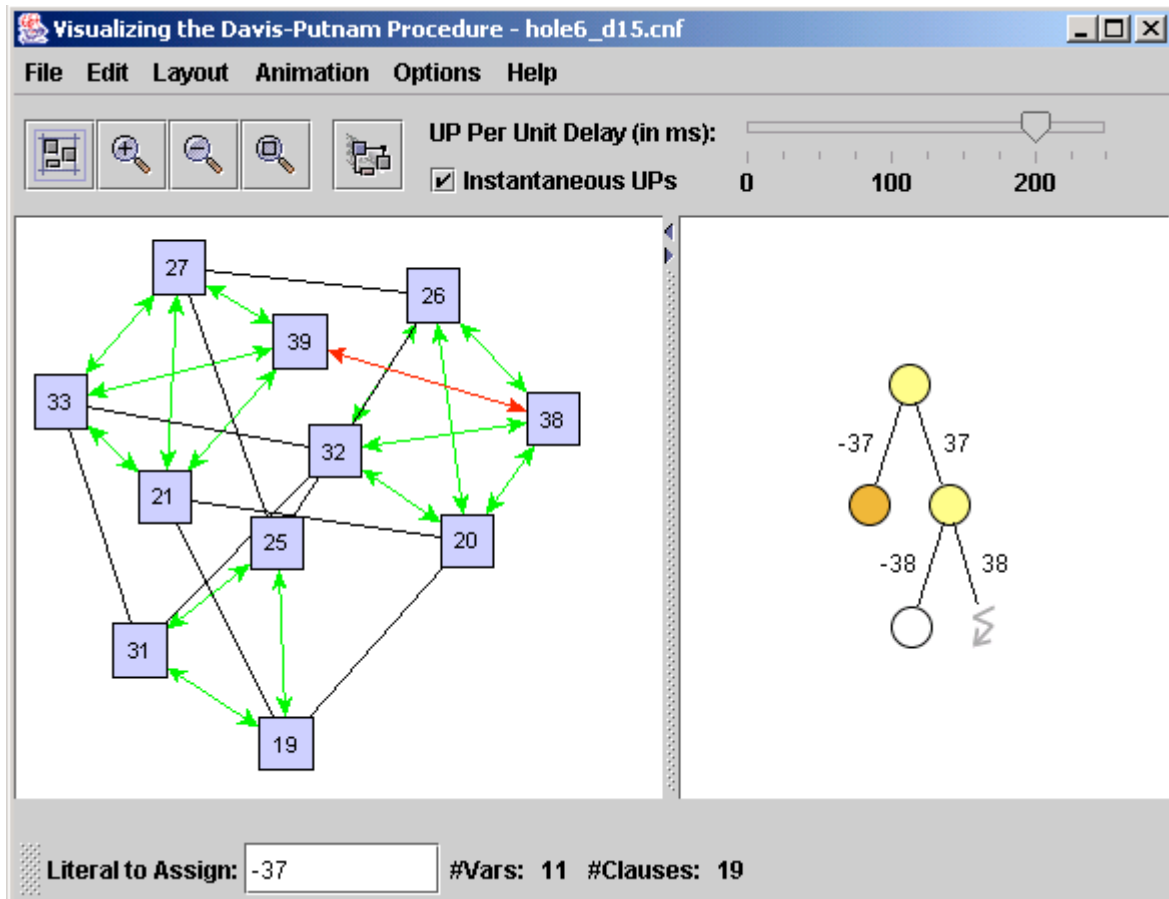 Visualizing the Davis-Putnam Procedure - hole6_d15.cnf
File Edit Layout Animation Options Help
UP Per Unit Delay (in ms):
Instantaneous UPs
0 100 200
27
26
39
33
38
32
21
25
20
31
19
-37 37
-38 38
Literal to Assign: -37 #Vars: 11 #Clauses: 19